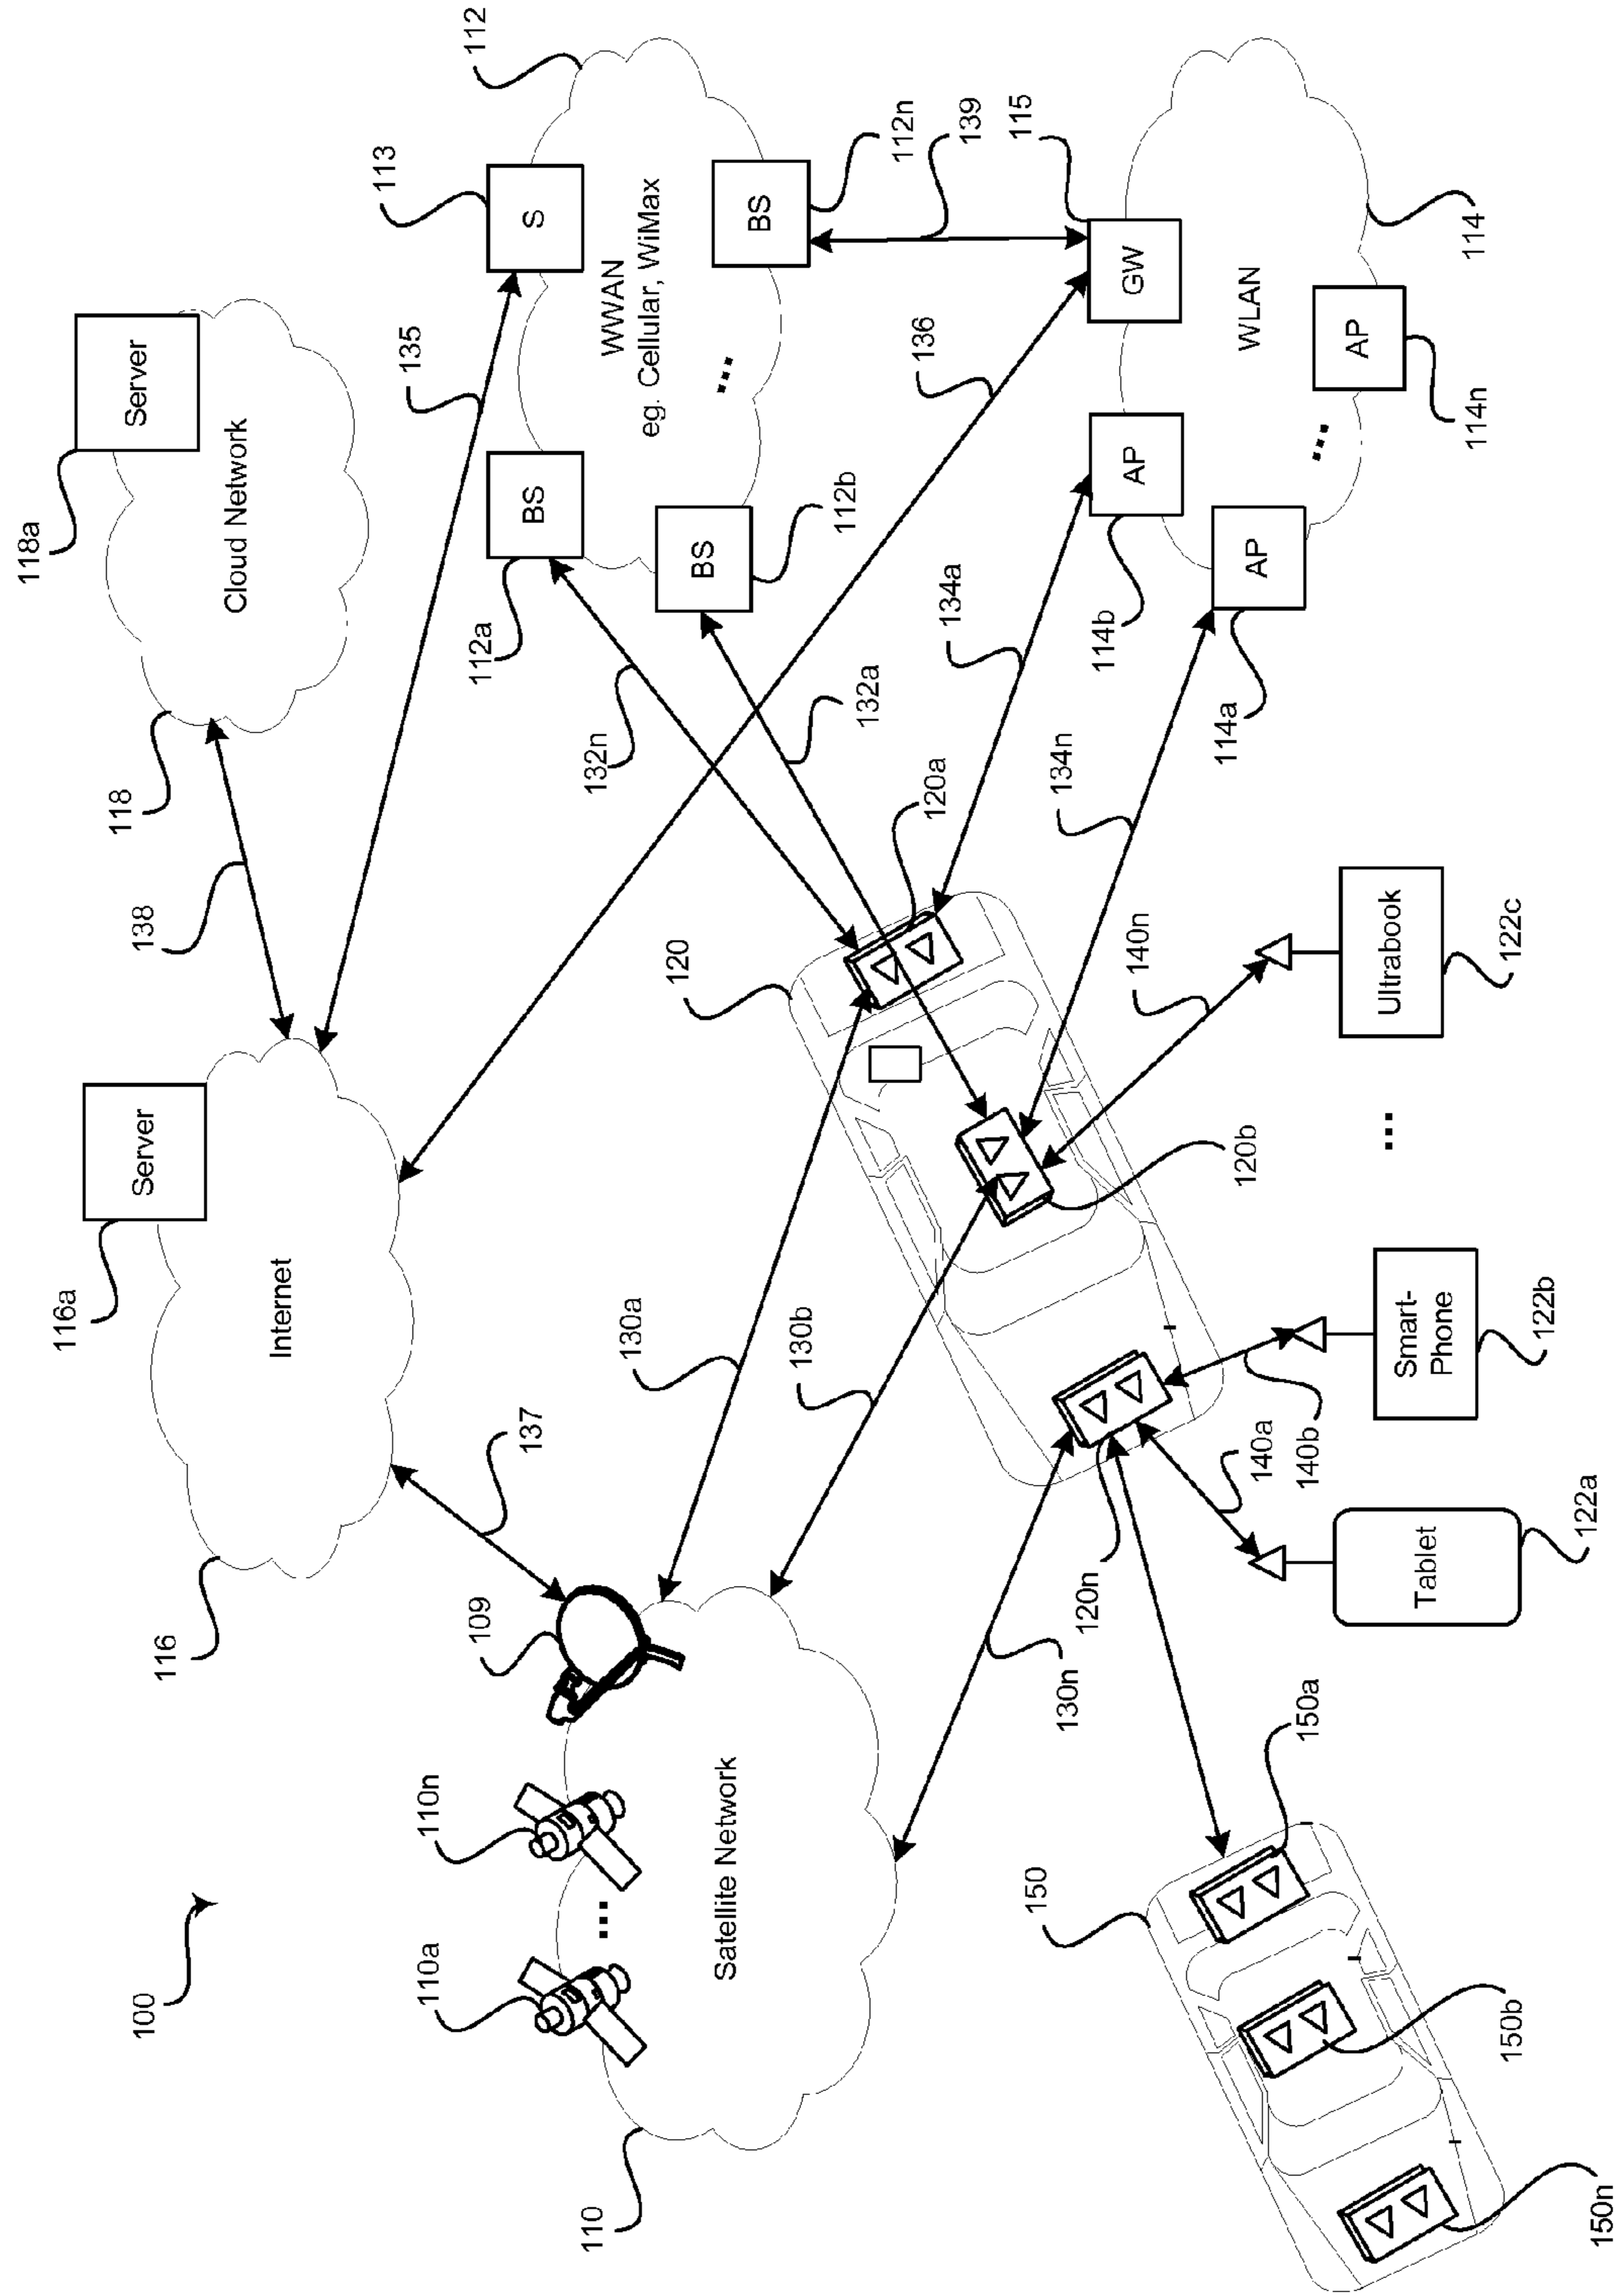 100
110
110a
...
110n
Satellite Network
109
137
116
116a
Server
Internet
138
118
118a
Server
Cloud Network
135
113
S
112
WWAN
eg. Cellular, WiMax
...
BS
112a
BS
112b
BS
112n
139
115
GW
136
WLAN
114
AP
114b
AP
114a
...
AP
114n
132n
132a
134a
134n
120
120a
120b
120n
130a
130b
130n
140n
140a
140b
Ultrabook
122c
...
Smart-
Phone
122b
Tablet
122a
150
150a
150b
150n